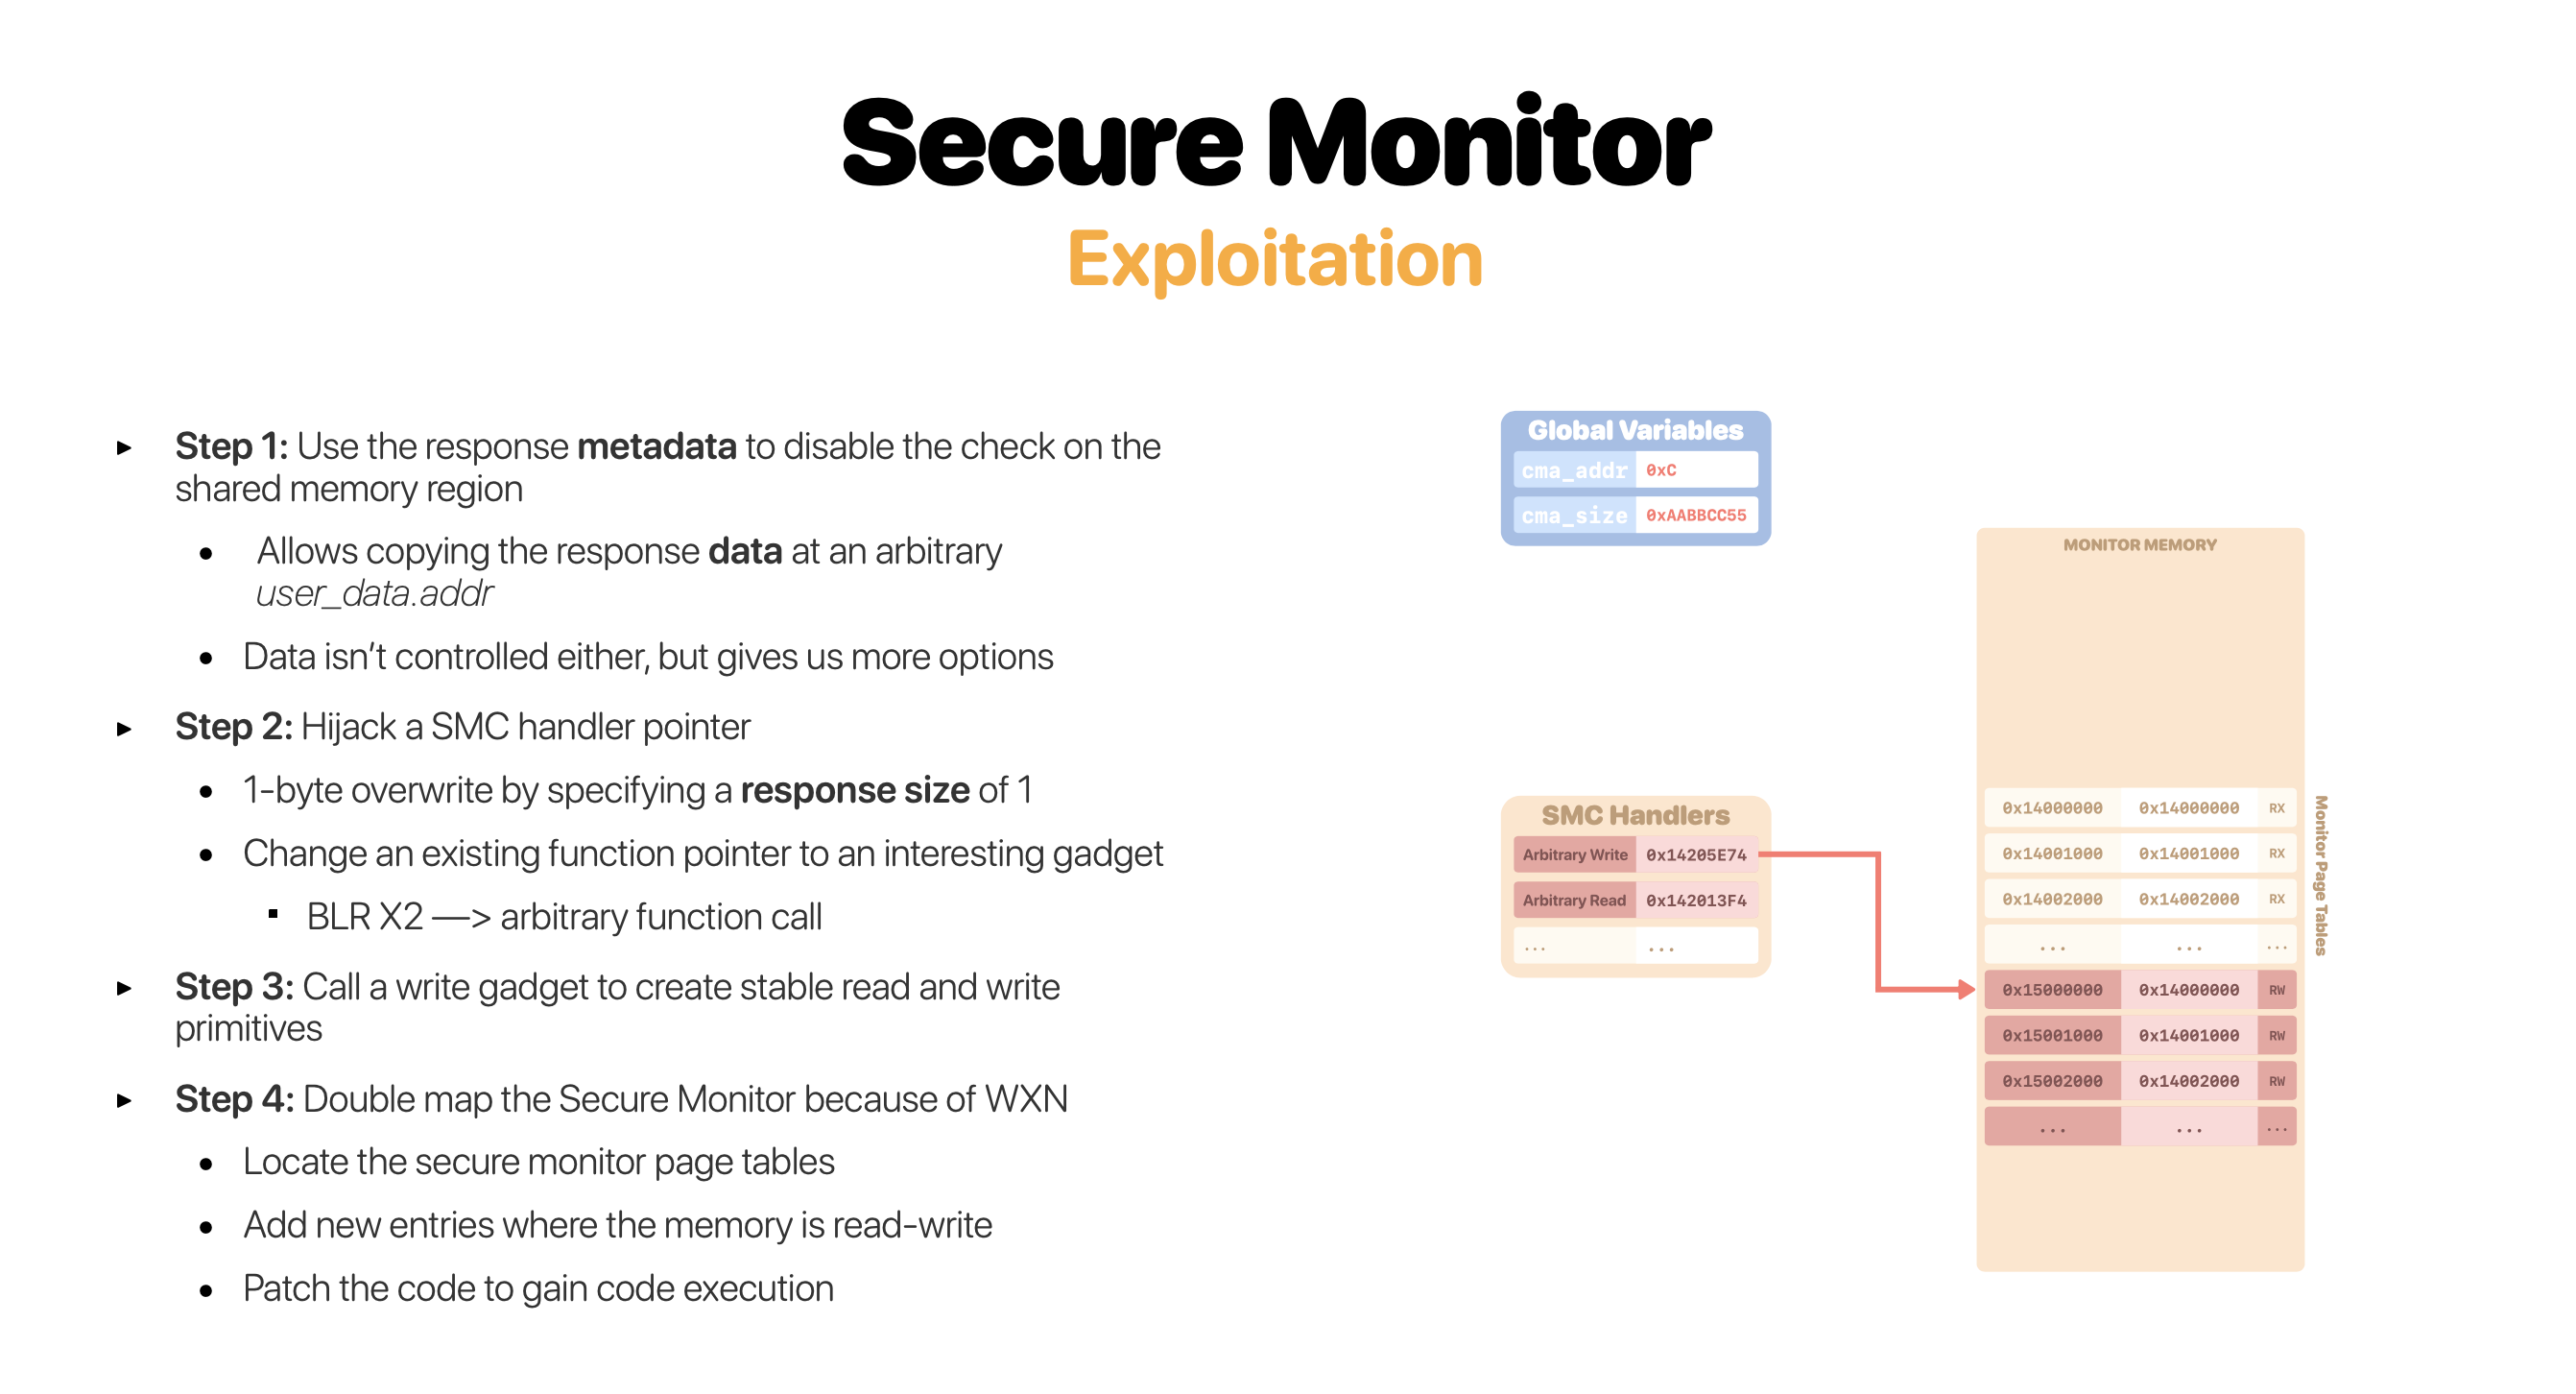 Secure Monitor
Exploitation
► Step 1: Use the response metadata to disable the check on the
shared memory region
• Allows copying the response data at an arbitrary
user_data.addr
• Data isn’t controlled either, but gives us more options
► Step 2: Hijack a SMC handler pointer
• 1-byte overwrite by specifying a response size of 1
• Change an existing function pointer to an interesting gadget
▪ BLR X2 —> arbitrary function call
► Step 3: Call a write gadget to create stable read and write
primitives
► Step 4: Double map the Secure Monitor because of WXN
• Locate the secure monitor page tables
• Add new entries where the memory is read-write
• Patch the code to gain code execution
Global Variables
cma_addr 0xC
cma_size 0xAABBCC55
SMC Handlers
Arbitrary Write 0x14205E74
Arbitrary Read 0x142013F4
... ...
MONITOR MEMORY
0x14000000 0x14000000 RX
0x14001000 0x14001000 RX
0x14002000 0x14002000 RX
... ... ...
0x15000000 0x14000000 RW
0x15001000 0x14001000 RW
0x15002000 0x14002000 RW
... ... ...
Monitor Page Tables